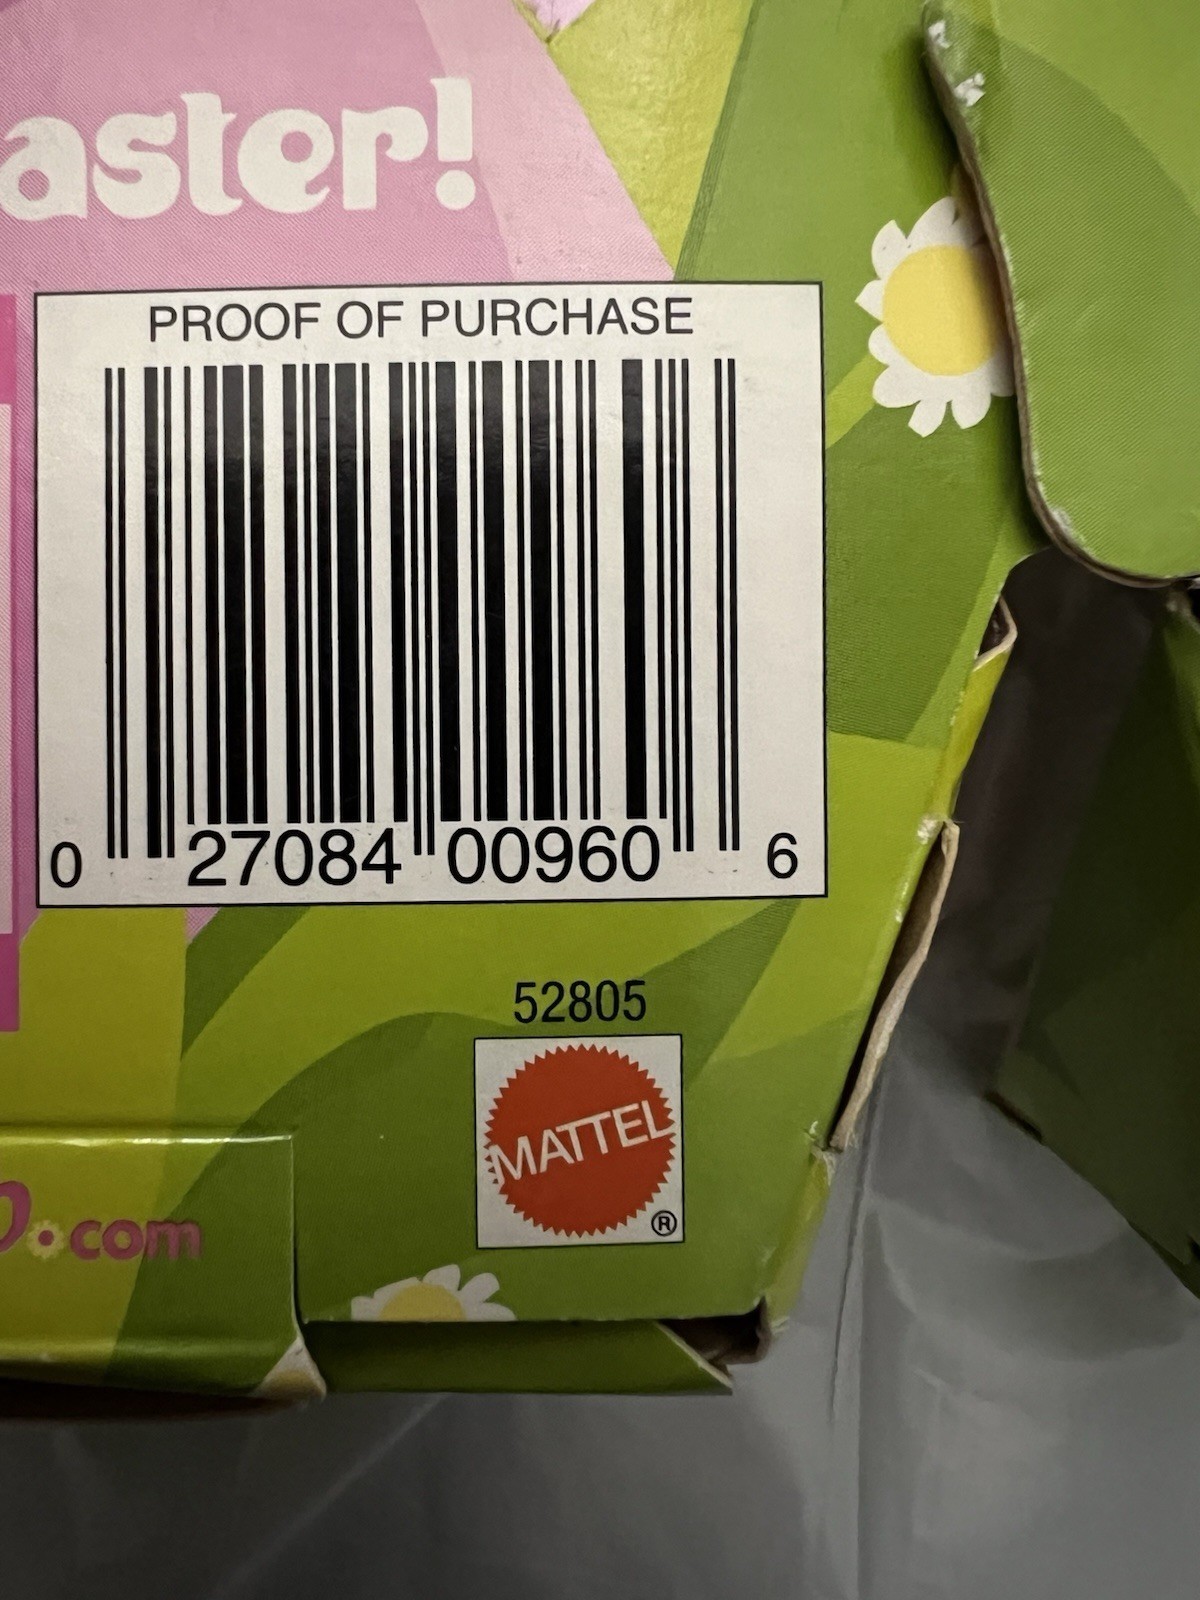 aster!
PROOF OF PURCHASE
0 27084 00960 6
52805
MATTEL
®
.com